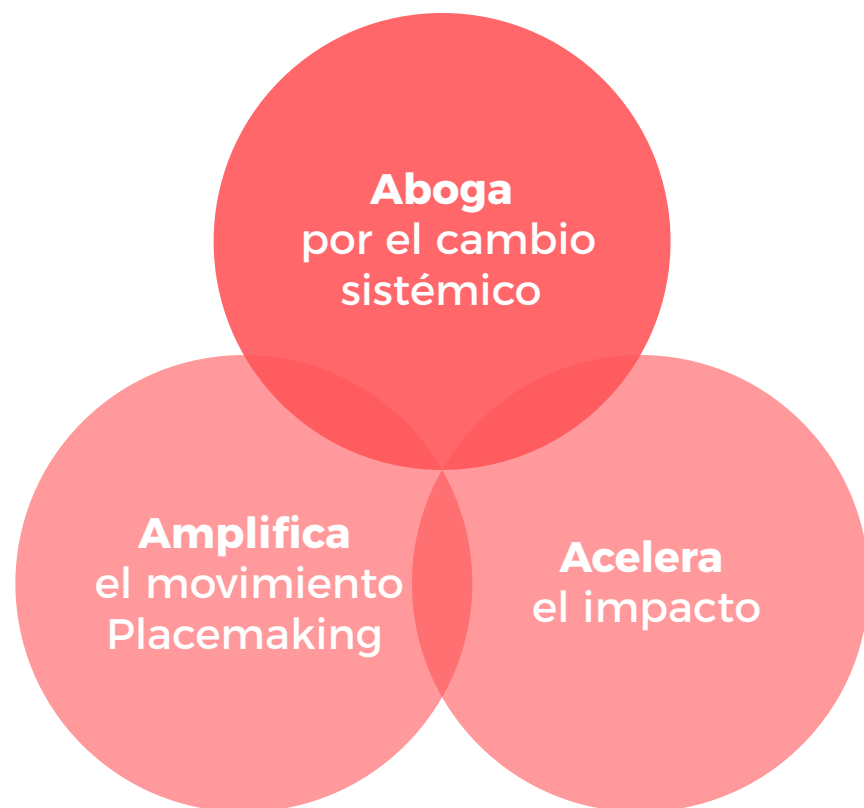 Aboga
por el cambio
sistémico
Amplifica
el movimiento
Placemaking
Acelera
el impacto